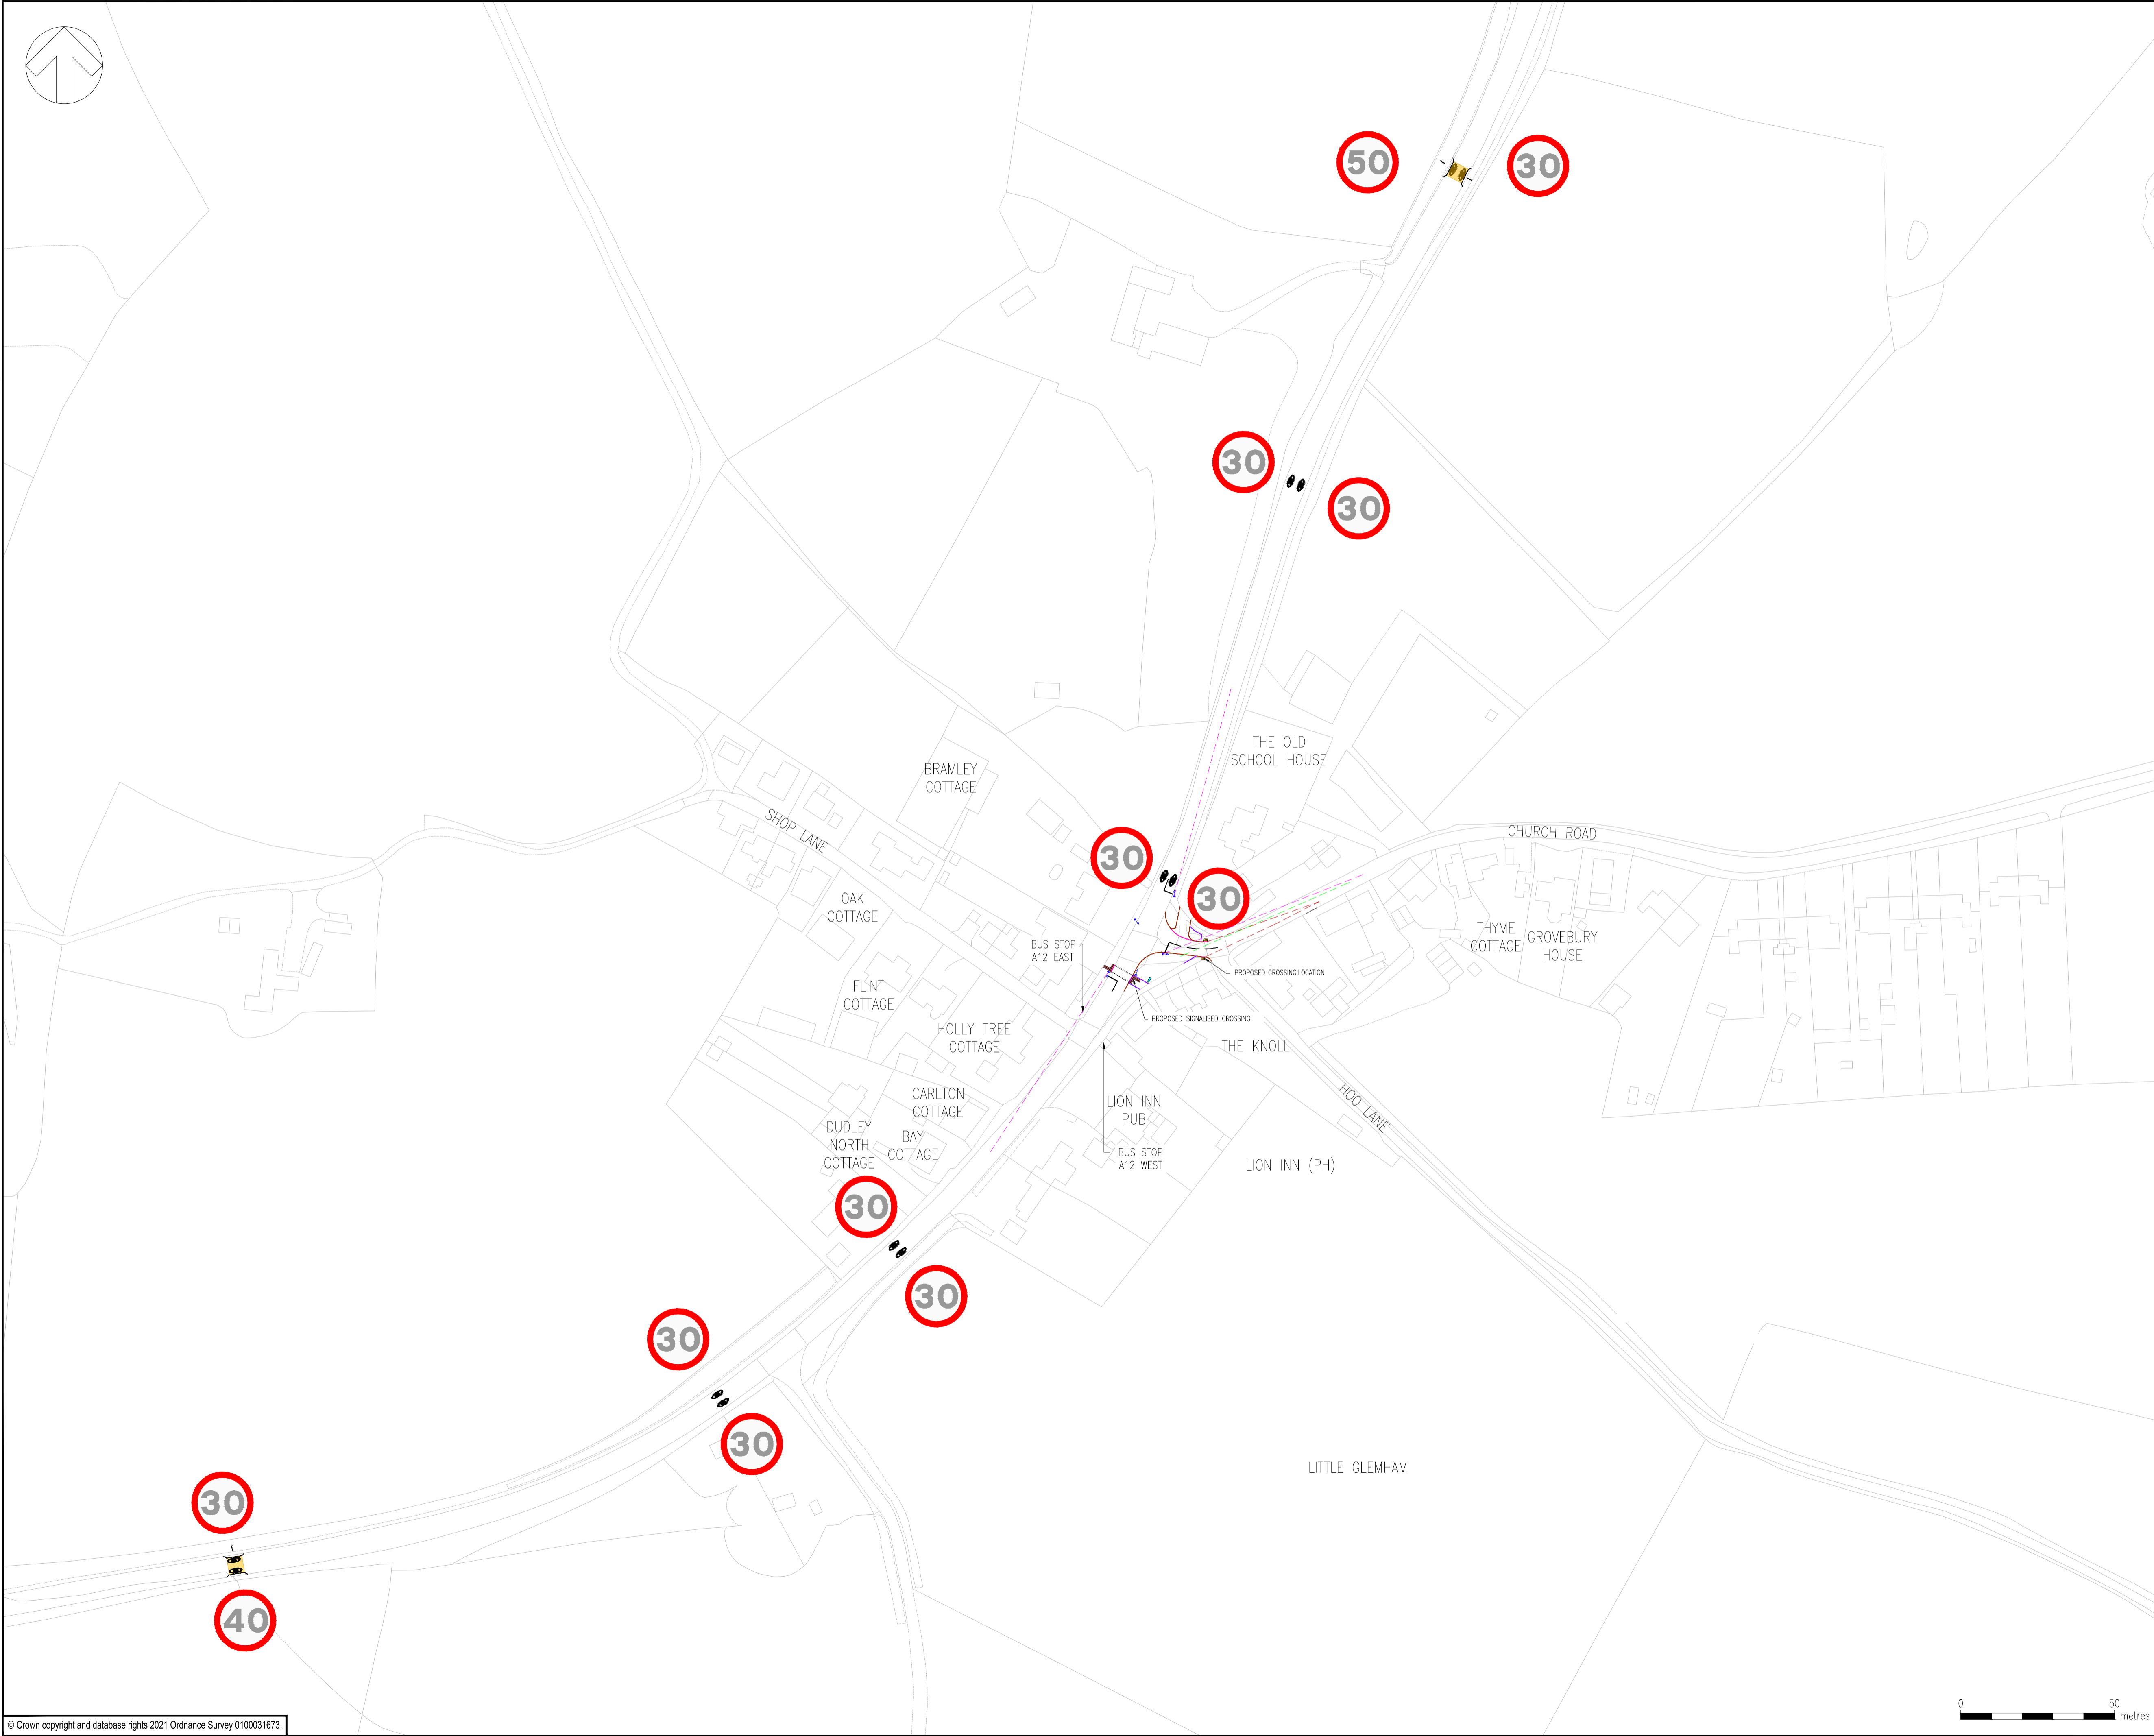 50
30
30
30
THE OLD
SCHOOL HOUSE
BRAMLEY
COTTAGE
SHOP LANE
CHURCH ROAD
30
30
OAK
COTTAGE
THYME
COTTAGE
GROVEBURY
HOUSE
BUS STOP
A12 EAST
PROPOSED CROSSING LOCATION
FLINT
COTTAGE
PROPOSED SIGNALISED CROSSING
HOLLY TREE
COTTAGE
THE KNOLL
HOO LANE
CARLTON
COTTAGE
LION INN
PUB
DUDLEY
NORTH
COTTAGE
BAY
COTTAGE
BUS STOP
A12 WEST
LION INN (PH)
30
30
30
30
LITTLE GLEMHAM
30
40
0 50
metres
© Crown copyright and database rights 2021 Ordnance Survey 0100031673.